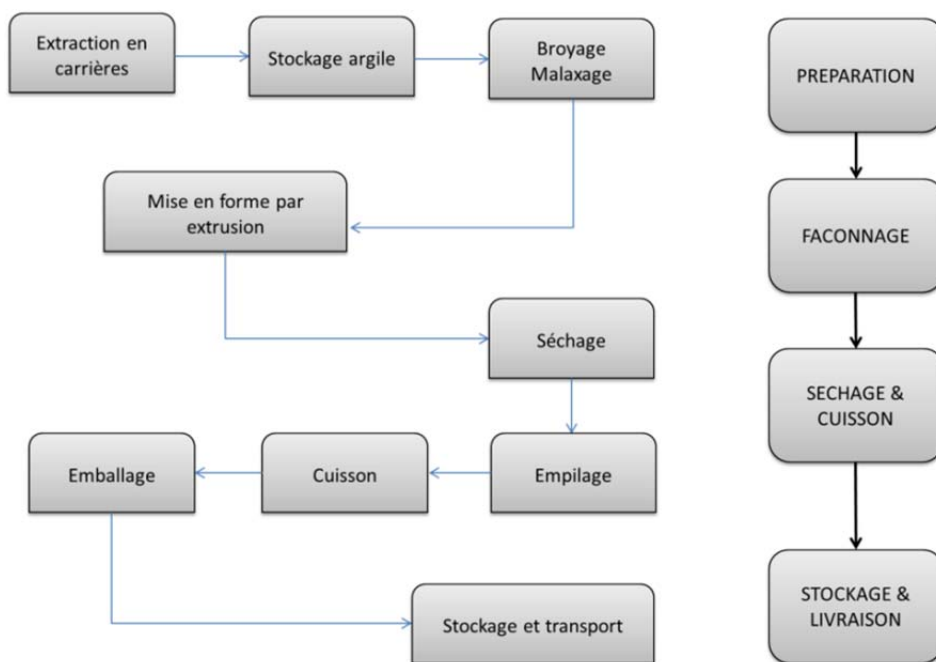 Extraction en
carrières
Stockage argile
Broyage
Malaxage
Mise en forme par
extrusion
Séchage
Empilage
Cuisson
Emballage
Stockage et transport
PREPARATION
FACONNAGE
SECHAGE &
CUISSON
STOCKAGE &
LIVRAISON